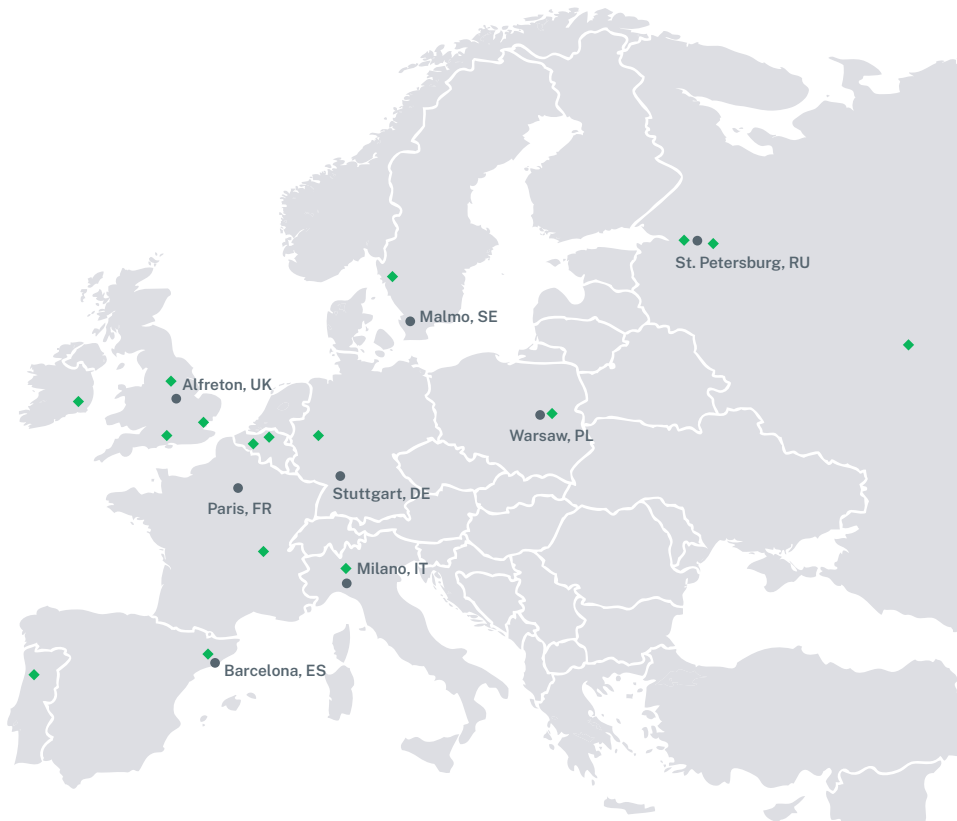 St. Petersburg, RU
Malmo, SE
Alfreton, UK
Warsaw, PL
Stuttgart, DE
Paris, FR
Milano, IT
Barcelona, ES